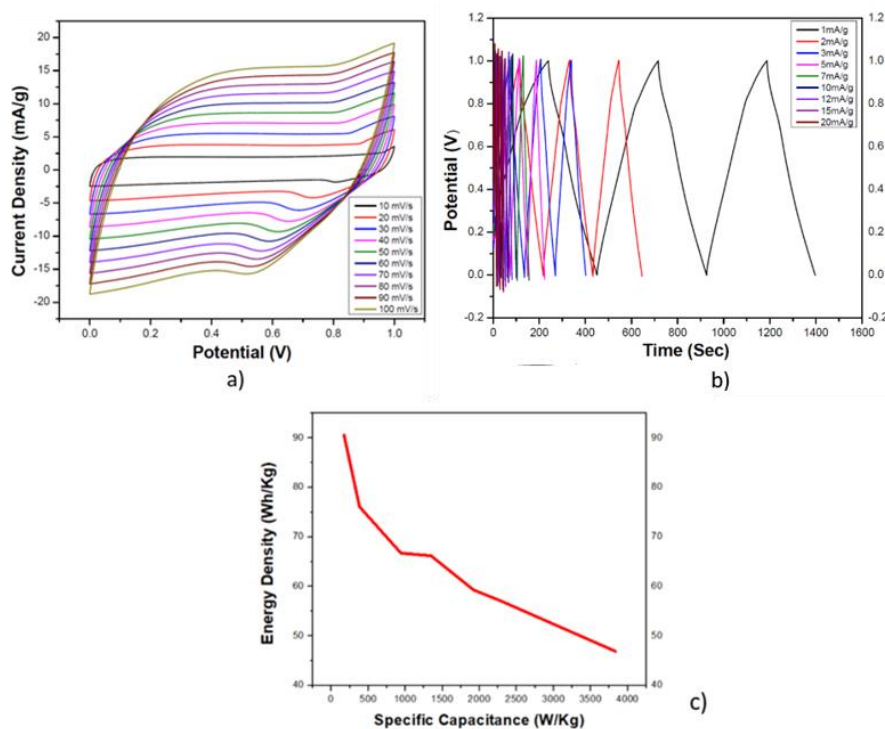 Current Density (mA/g)
25
20
15
10
5
0
-5
-10
-15
-20
0.0 0.2 0.4 0.6 0.8 1.0
Potential (V)
10 mV/s
20 mV/s
30 mV/s
40 mV/s
50 mV/s
60 mV/s
70 mV/s
80 mV/s
90 mV/s
100 mV/s
a)
Potential (V)
1.2
1.0
0.8
0.6
0.4
0.2
0.0
-0.2
0 200 400 600 800 1000 1200 1400 1600
Time (Sec)
1mA/g
2mA/g
3mA/g
5mA/g
7mA/g
10mA/g
12mA/g
15mA/g
20mA/g
1.2
1.0
0.2
0.0
0.2
b)
Energy Density (Wh/Kg)
90
80
70
60
50
40
0 500 1000 1500 2000 2500 3000 3500 4000
Specific Capacitance (W/Kg)
90
80
70
60
50
40
c)